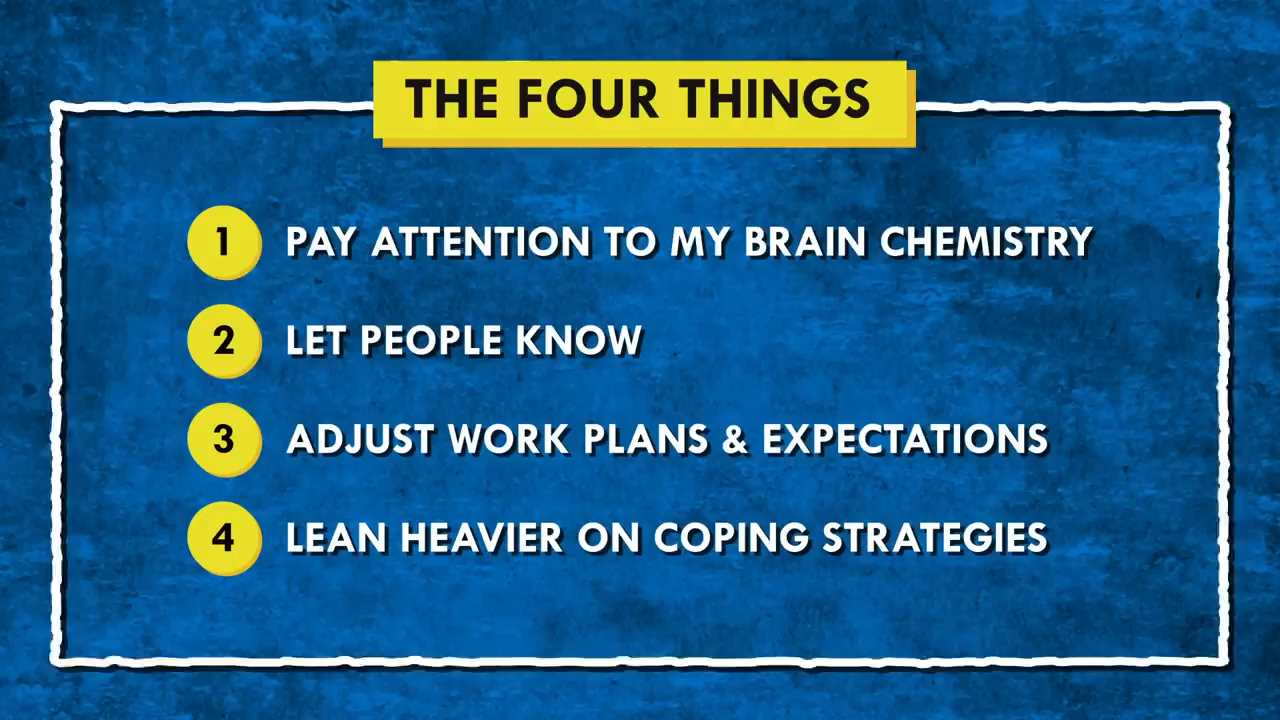 THE FOUR THINGS
1 PAY ATTENTION TO MY BRAIN CHEMISTRY
2 LET PEOPLE KNOW
3 ADJUST WORK PLANS & EXPECTATIONS
4 LEAN HEAVIER ON COPING STRATEGIES